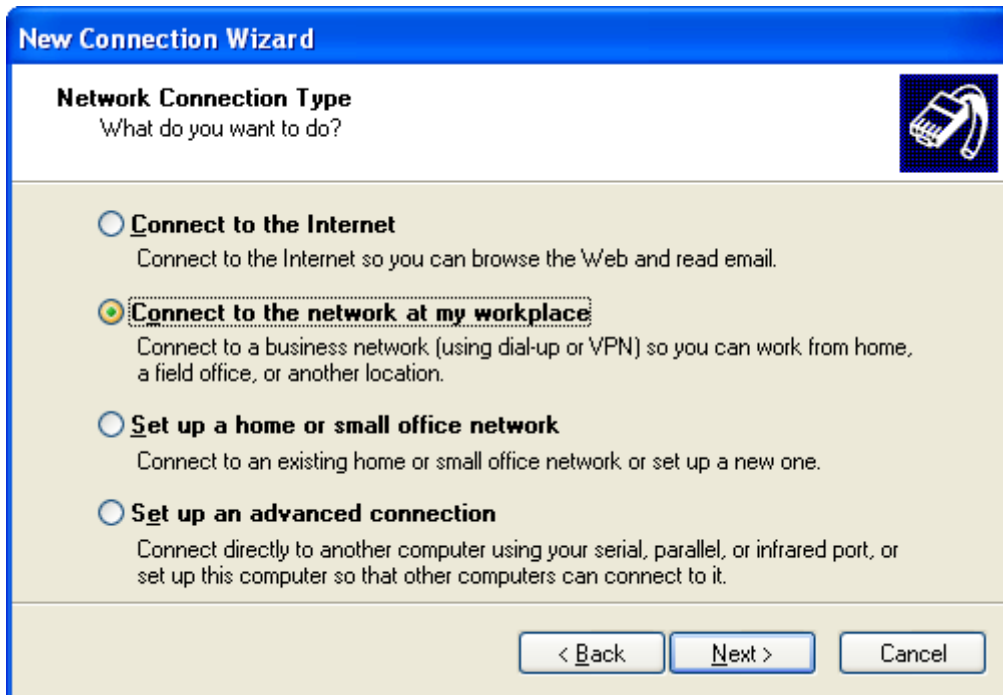 New Connection Wizard
Network Connection Type
What do you want to do?
Connect to the Internet
Connect to the Internet so you can browse the Web and read email.
Connect to the network at my workplace
Connect to a business network (using dial-up or VPN) so you can work from home,
a field office, or another location.
Set up a home or small office network
Connect to an existing home or small office network or set up a new one.
Set up an advanced connection
Connect directly to another computer using your serial, parallel, or infrared port, or
set up this computer so that other computers can connect to it.
< Back Next > Cancel